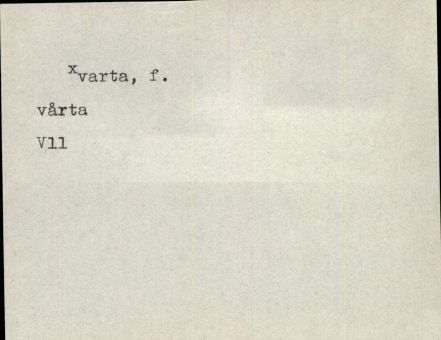 xvarta, f.
vårta
Vll